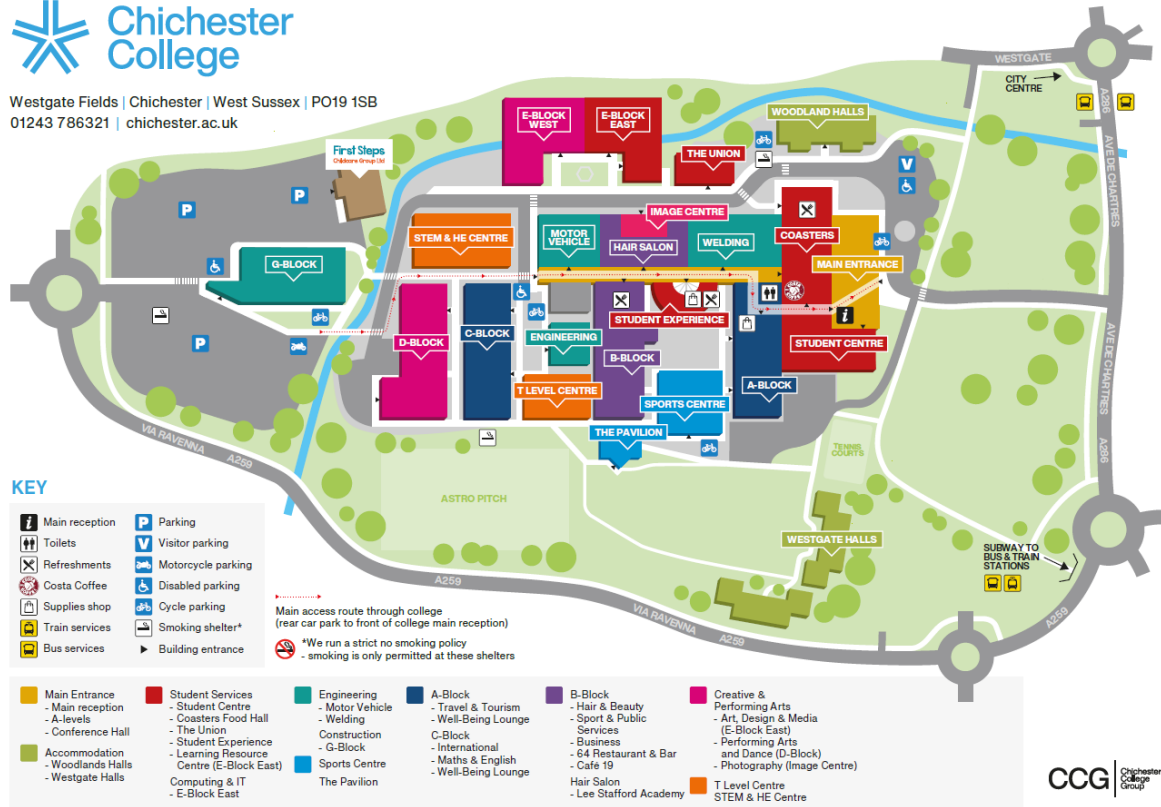 Chichester
College
Westgate Fields | Chichester | West Sussex | PO19 1SB
01243 786321 | chichester.ac.uk
WESTGATE
CITY
CENTRE
A286
AVE DE CHARTRES
AVE DE CHARTRES
A286
First Steps
Childcare Group Ltd
E-BLOCK
WEST
E-BLOCK
EAST
THE UNION
WOODLAND HALLS
P
P
V
STEM & HE CENTRE
MOTOR
VEHICLE
IMAGE CENTRE
HAIR SALON
WELDING
COASTERS
MAIN ENTRANCE
G-BLOCK
COSTA
COFFEE
i
STUDENT EXPERIENCE
P
D-BLOCK
C-BLOCK
ENGINEERING
B-BLOCK
STUDENT CENTRE
T LEVEL CENTRE
A-BLOCK
SPORTS CENTRE
THE PAVILION
TENNIS
COURTS
VIA RAVENNA
A259
ASTRO PITCH
WESTGATE HALLS
SUBWAY TO
BUS & TRAIN
STATIONS
A259
VIA RAVENNA
A259
A259
KEY
i Main reception
Toilets
Refreshments
Costa Coffee
Supplies shop
Train services
Bus services
P Parking
V Visitor parking
Motorcycle parking
Disabled parking
Cycle parking
Smoking shelter*
Building entrance
Main access route through college
(rear car park to front of college main reception)
*We run a strict no smoking policy
- smoking is only permitted at these shelters
Main Entrance
- Main reception
- A-levels
- Conference Hall
Accommodation
- Woodlands Halls
- Westgate Halls
Student Services
- Student Centre
- Coasters Food Hall
- The Union
- Student Experience
- Learning Resource
Centre (E-Block East)
Computing & IT
- E-Block East
Engineering
- Motor Vehicle
- Welding
Construction
- G-Block
Sports Centre
The Pavilion
A-Block
- Travel & Tourism
- Well-Being Lounge
C-Block
- International
- Maths & English
- Well-Being Lounge
B-Block
- Hair & Beauty
- Sport & Public
Services
- Business
- 64 Restaurant & Bar
- Café 19
Hair Salon
- Lee Stafford Academy
Creative &
Performing Arts
- Art, Design & Media
(E-Block East)
- Performing Arts
and Dance (D-Block)
- Photography (Image Centre)
T Level Centre
STEM & HE Centre
CCG
Chichester
College
Group